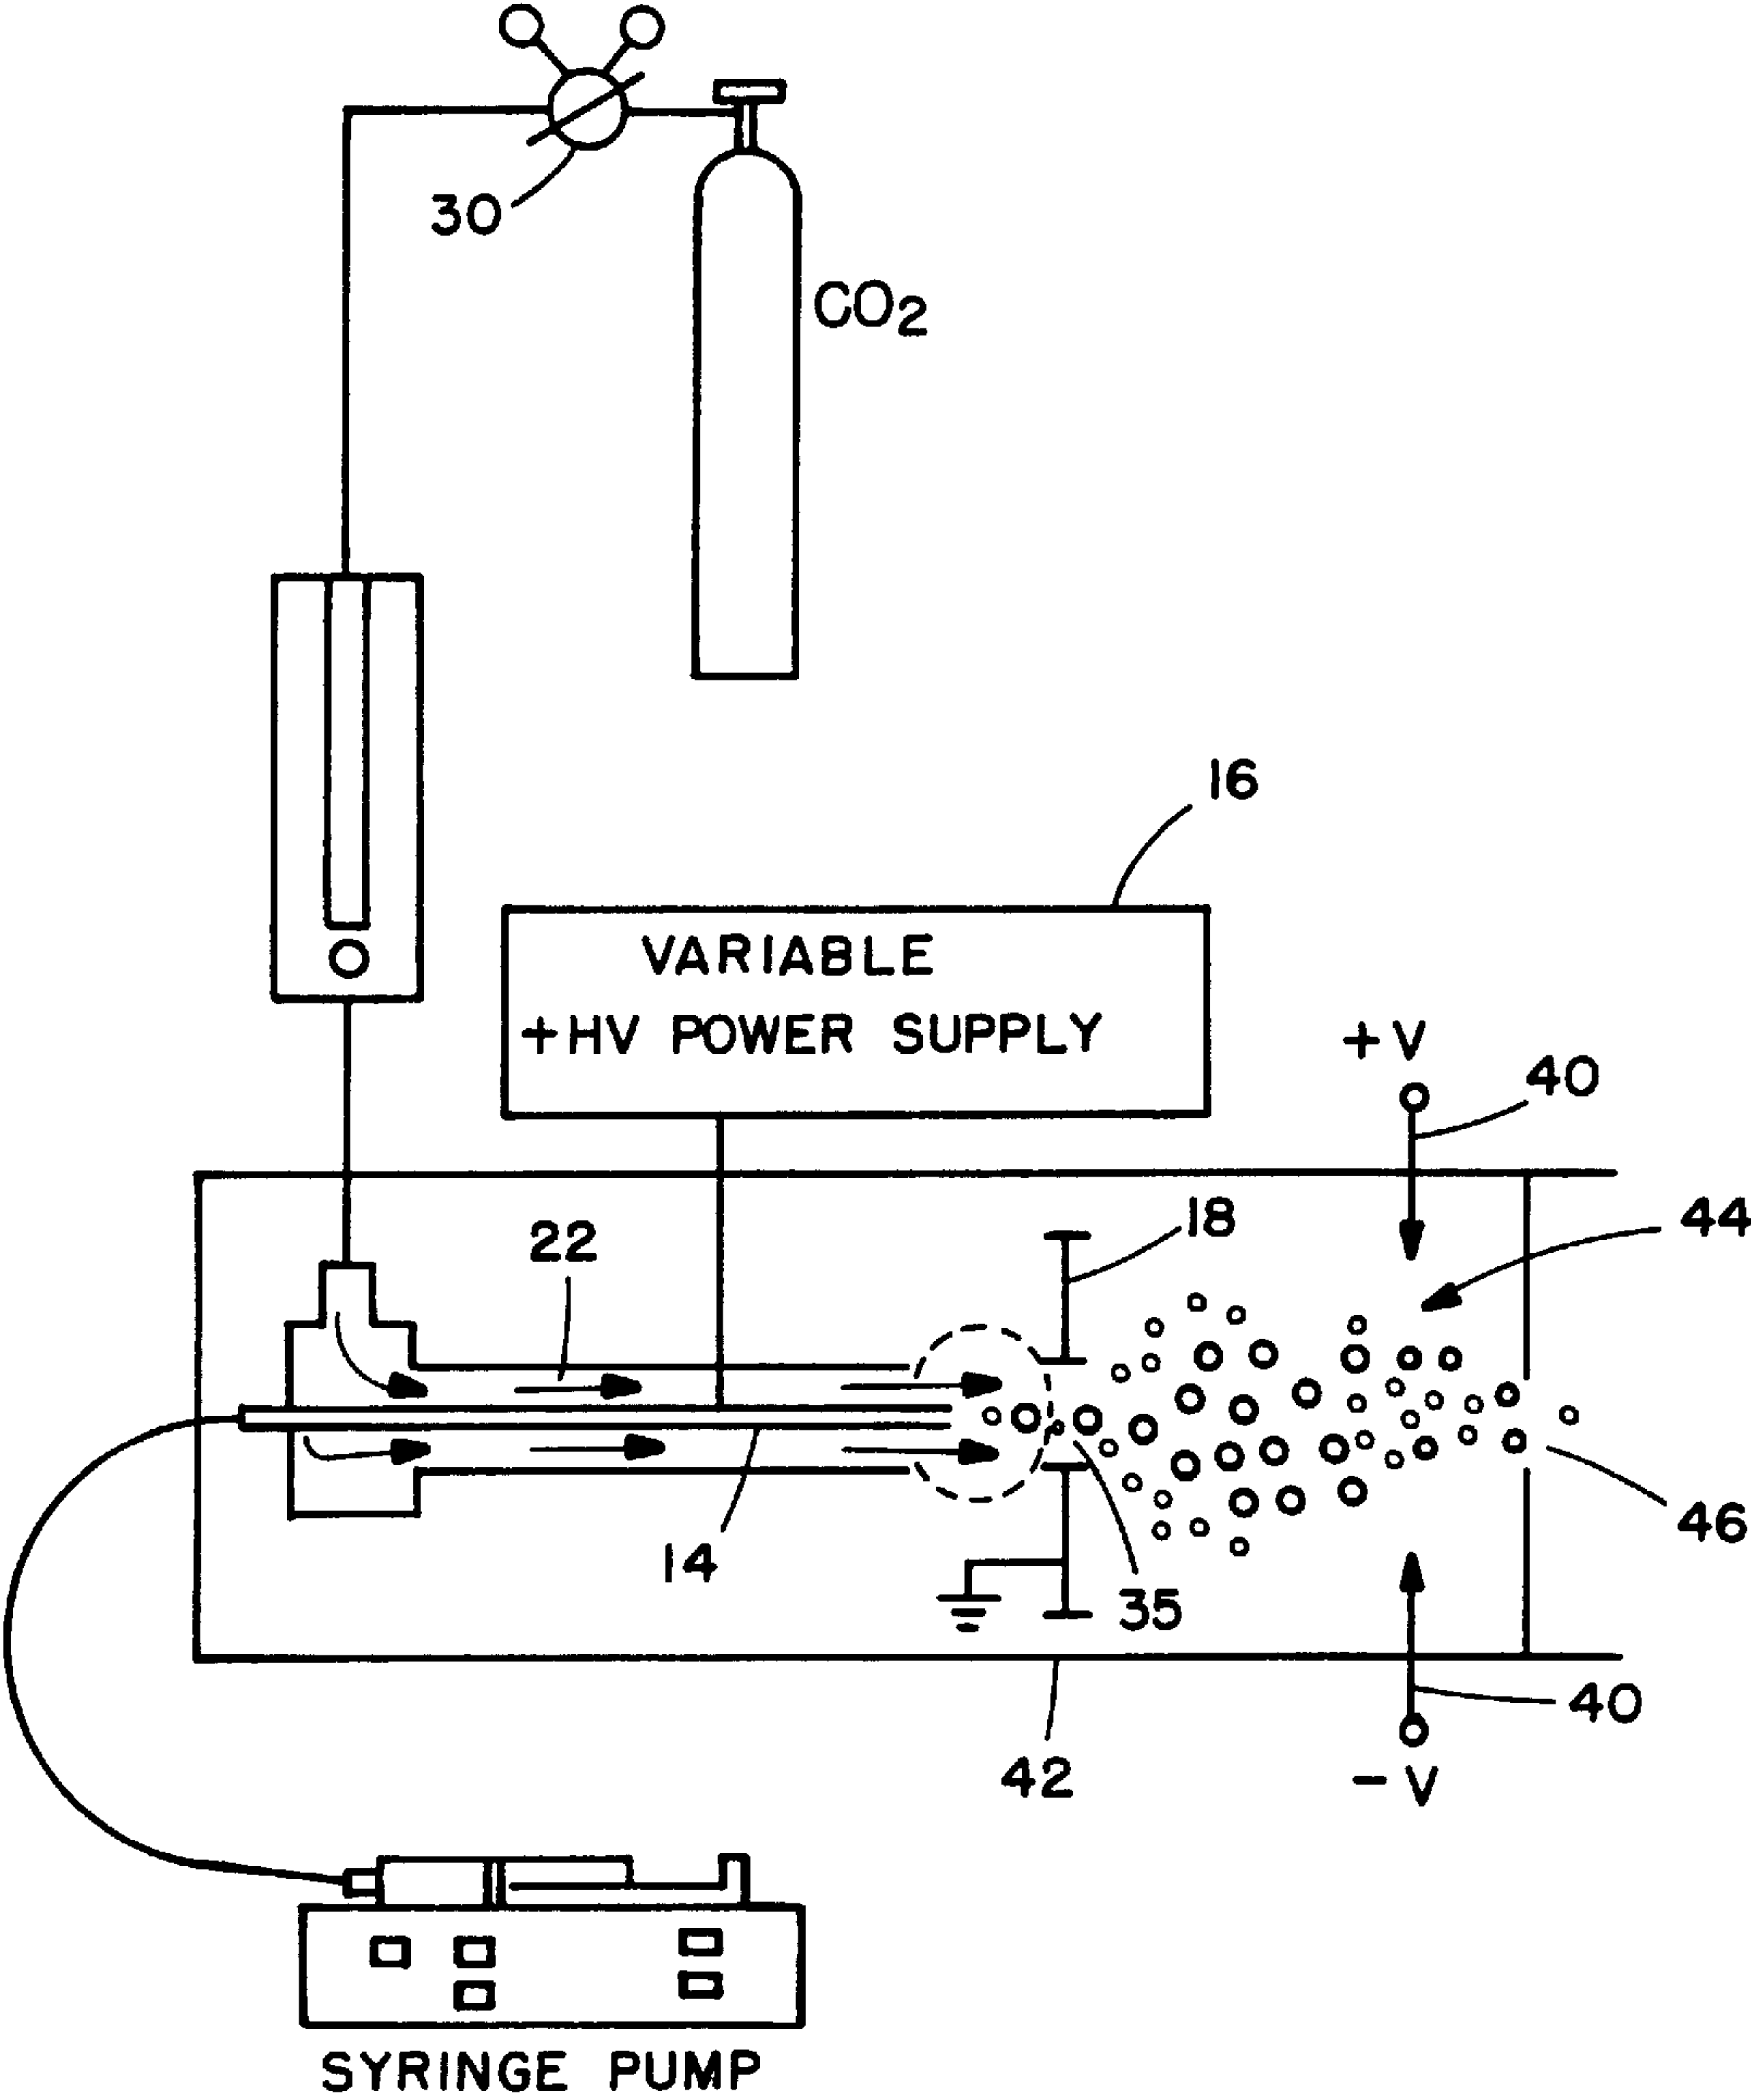 30
CO2
16
VARIABLE
+HV POWER SUPPLY
+V
40
22
18
44
14
35
46
42
40
-V
SYRINGE PUMP